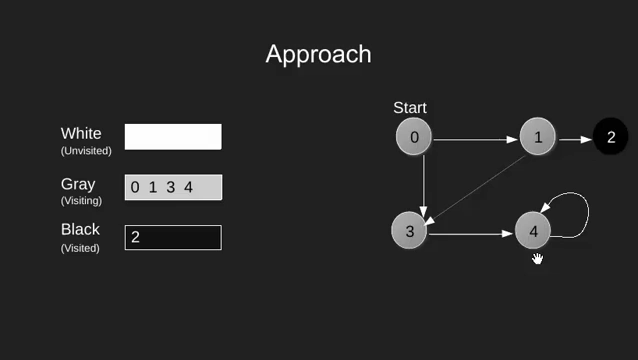 Approach
White
(Unvisited)
Gray
(Visiting)
0 1 3 4
Black
(Visited)
2
Start
0
1
2
3
4